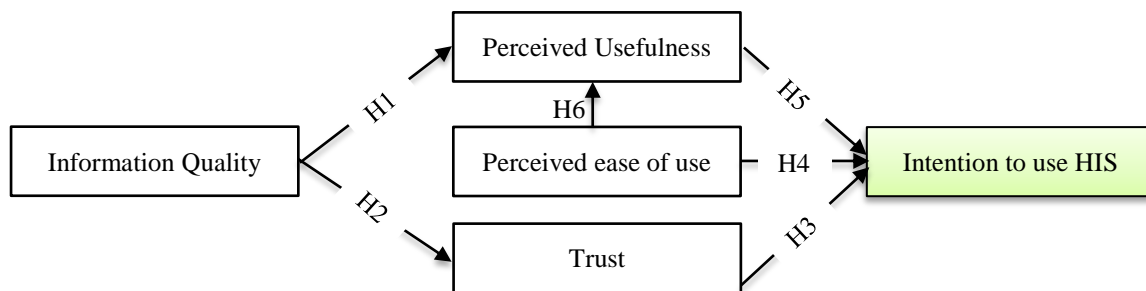 Perceived Usefulness
H1
H5
H6
Information Quality
Perceived ease of use
H4
Intention to use HIS
H2
H3
Trust